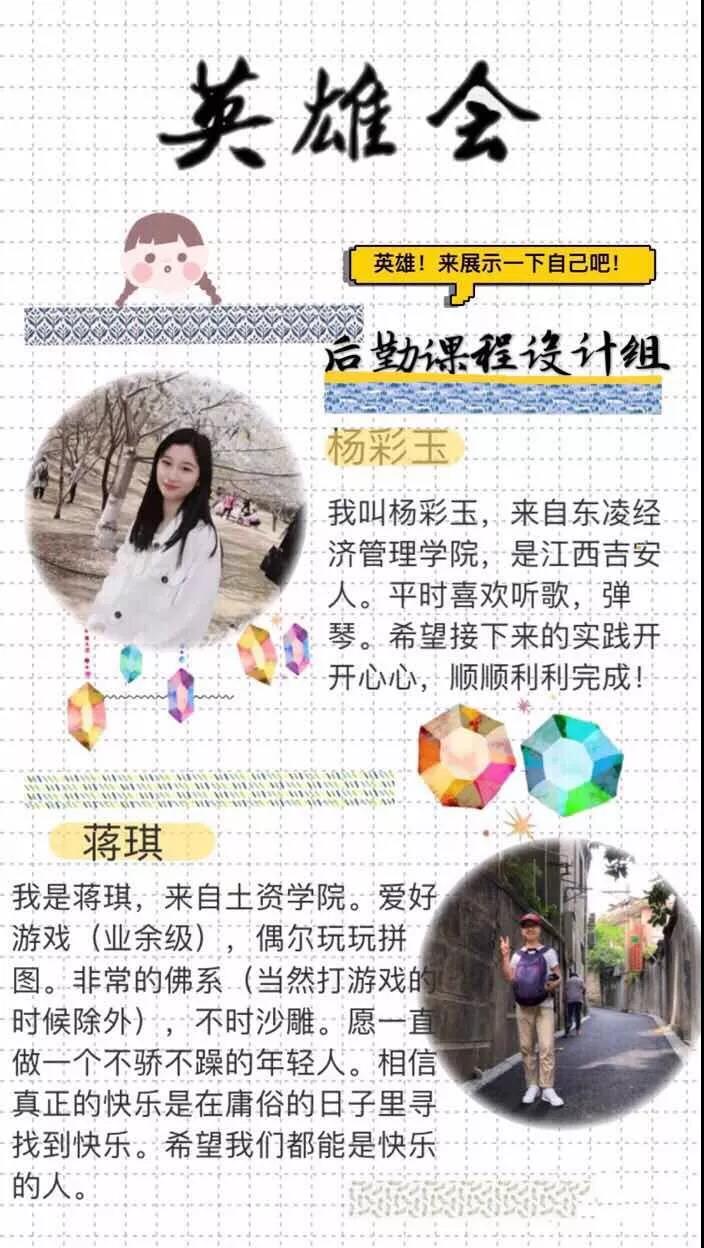 英雄会
英雄！来展示一下自己吧！
后勤课程设计组
杨彩玉
我叫杨彩玉，来自东凌经
济管理学院，是江西吉安
人。平时喜欢听歌，弹
琴。希望接下来的实践开
开心心，顺顺利利完成！
蒋琪
我是蒋琪，来自土资学院。爱好
游戏（业余级），偶尔玩玩拼
图。非常的佛系（当然打游戏的
时候除外），不时沙雕。愿一直
做一个不骄不躁的年轻人。相信
真正的快乐是在庸俗的日子里寻
找到快乐。希望我们都能是快乐
的人。